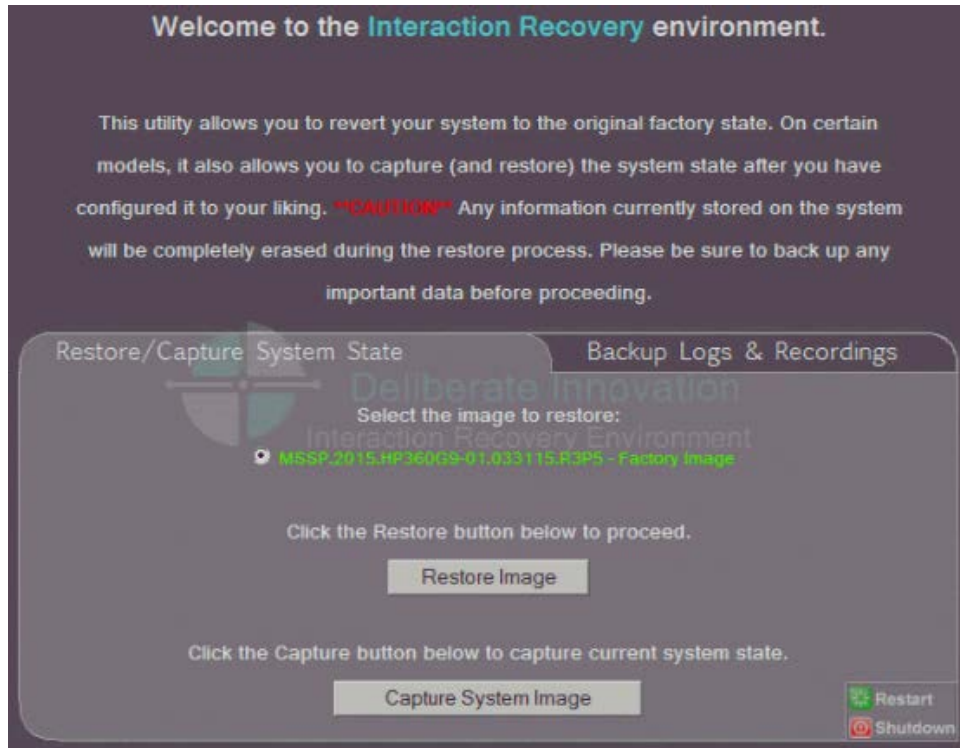 Welcome to the Interaction Recovery environment.
This utility allows you to revert your system to the original factory state. On certain
models, it also allows you to capture (and restore) the system state after you have
configured it to your liking. **CAUTION** Any information currently stored on the system
will be completely erased during the restore process. Please be sure to back up any
important data before proceeding.
Restore/Capture System State
Backup Logs & Recordings
Deliberate Innovation
Select the image to restore:
Interaction Recovery Environment
MSSP.2015.HP360G9-01.033115.R3P5 - Factory Image
Click the Restore button below to proceed.
Restore Image
Click the Capture button below to capture current system state.
Capture System Image
Restart
Shutdown